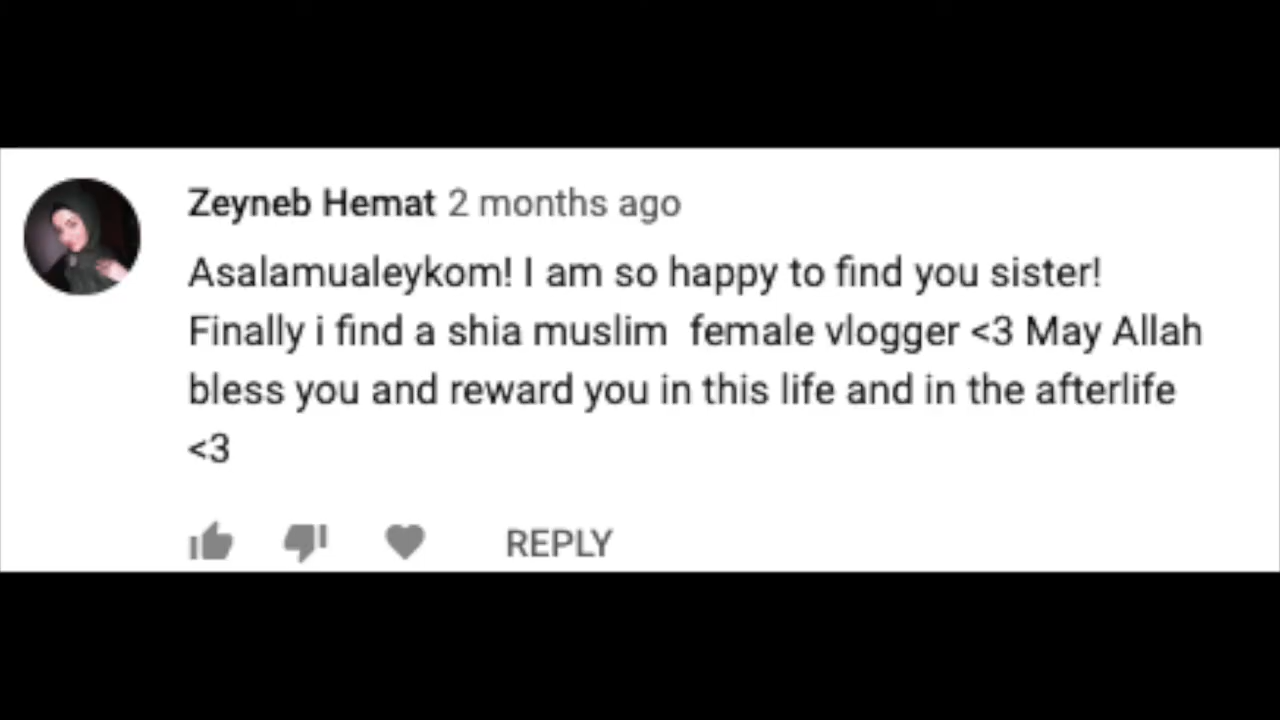 Zeyneb Hemat 2 months ago
Asalamualeykom! I am so happy to find you sister!
Finally i find a shia muslim  female vlogger <3 May Allah
bless you and reward you in this life and in the afterlife
<3
REPLY